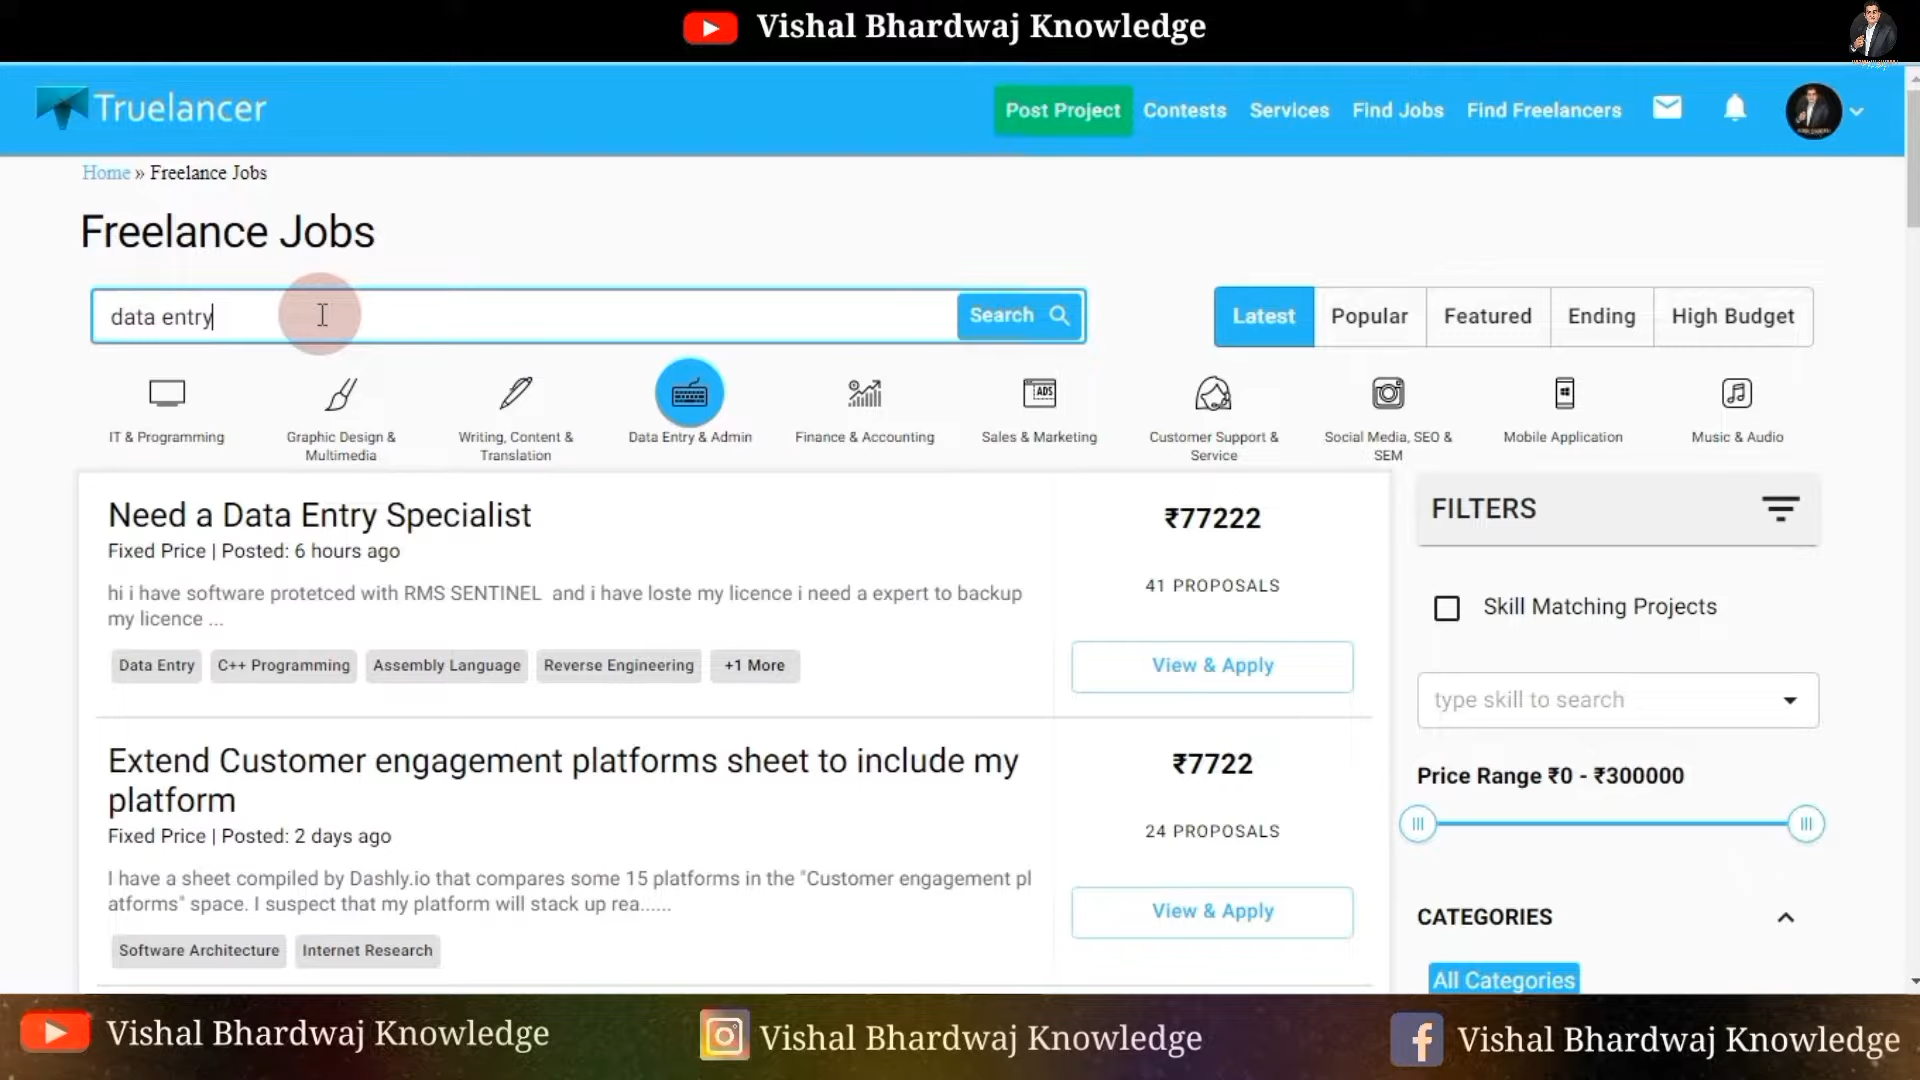 Vishal Bhardwaj Knowledge
Truelancer
Post Project
Contests
Services
Find Jobs
Find Freelancers
Home » Freelance Jobs
Freelance Jobs
data entry
Search
Latest
Popular
Featured
Ending
High Budget
IT & Programming
Graphic Design &
Multimedia
Writing, Content &
Translation
Data Entry & Admin
Finance & Accounting
ADS
Sales & Marketing
Customer Support &
Service
Social Media, SEO &
SEM
Mobile Application
Music & Audio
Need a Data Entry Specialist
Fixed Price | Posted: 6 hours ago
hi i have software protetced with RMS SENTINEL  and i have loste my licence i need a expert to backup
my licence ...
Data Entry
C++ Programming
Assembly Language
Reverse Engineering
+1 More
₹77222
41 PROPOSALS
View & Apply
Extend Customer engagement platforms sheet to include my
platform
Fixed Price | Posted: 2 days ago
I have a sheet compiled by Dashly.io that compares some 15 platforms in the "Customer engagement pl
atforms" space. I suspect that my platform will stack up rea......
Software Architecture
Internet Research
₹7722
24 PROPOSALS
View & Apply
FILTERS
Skill Matching Projects
type skill to search
Price Range ₹0 - ₹300000
CATEGORIES
All Categories
Vishal Bhardwaj Knowledge
Vishal Bhardwaj Knowledge
Vishal Bhardwaj Knowledge